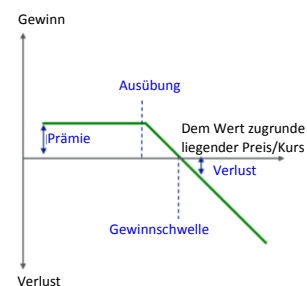 Gewinn
Ausübung
Dem Wert zugrunde
liegender Preis/Kurs
Prämie
Verlust
Gewinnschwelle
Verlust